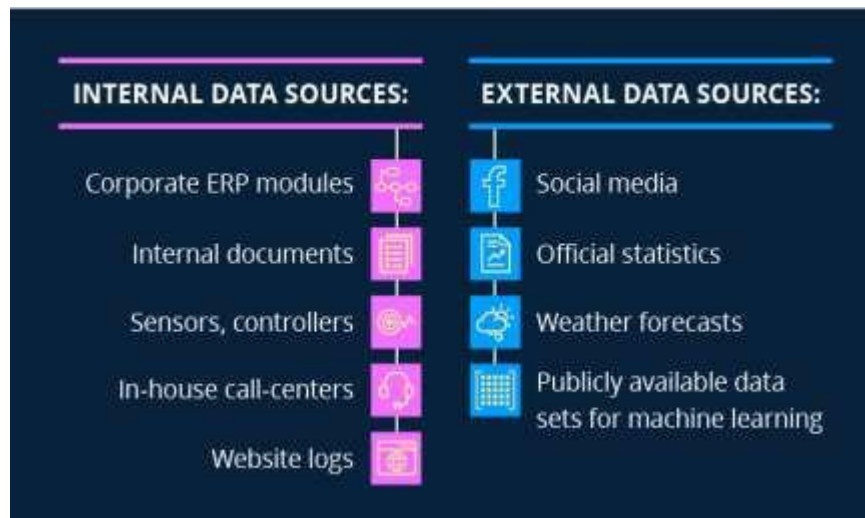 INTERNAL DATA SOURCES:
Corporate ERP modules
Internal documents
Sensors, controllers
In-house call-centers
Website logs
EXTERNAL DATA SOURCES:
Social media
Official statistics
Weather forecasts
Publicly available data
sets for machine learning